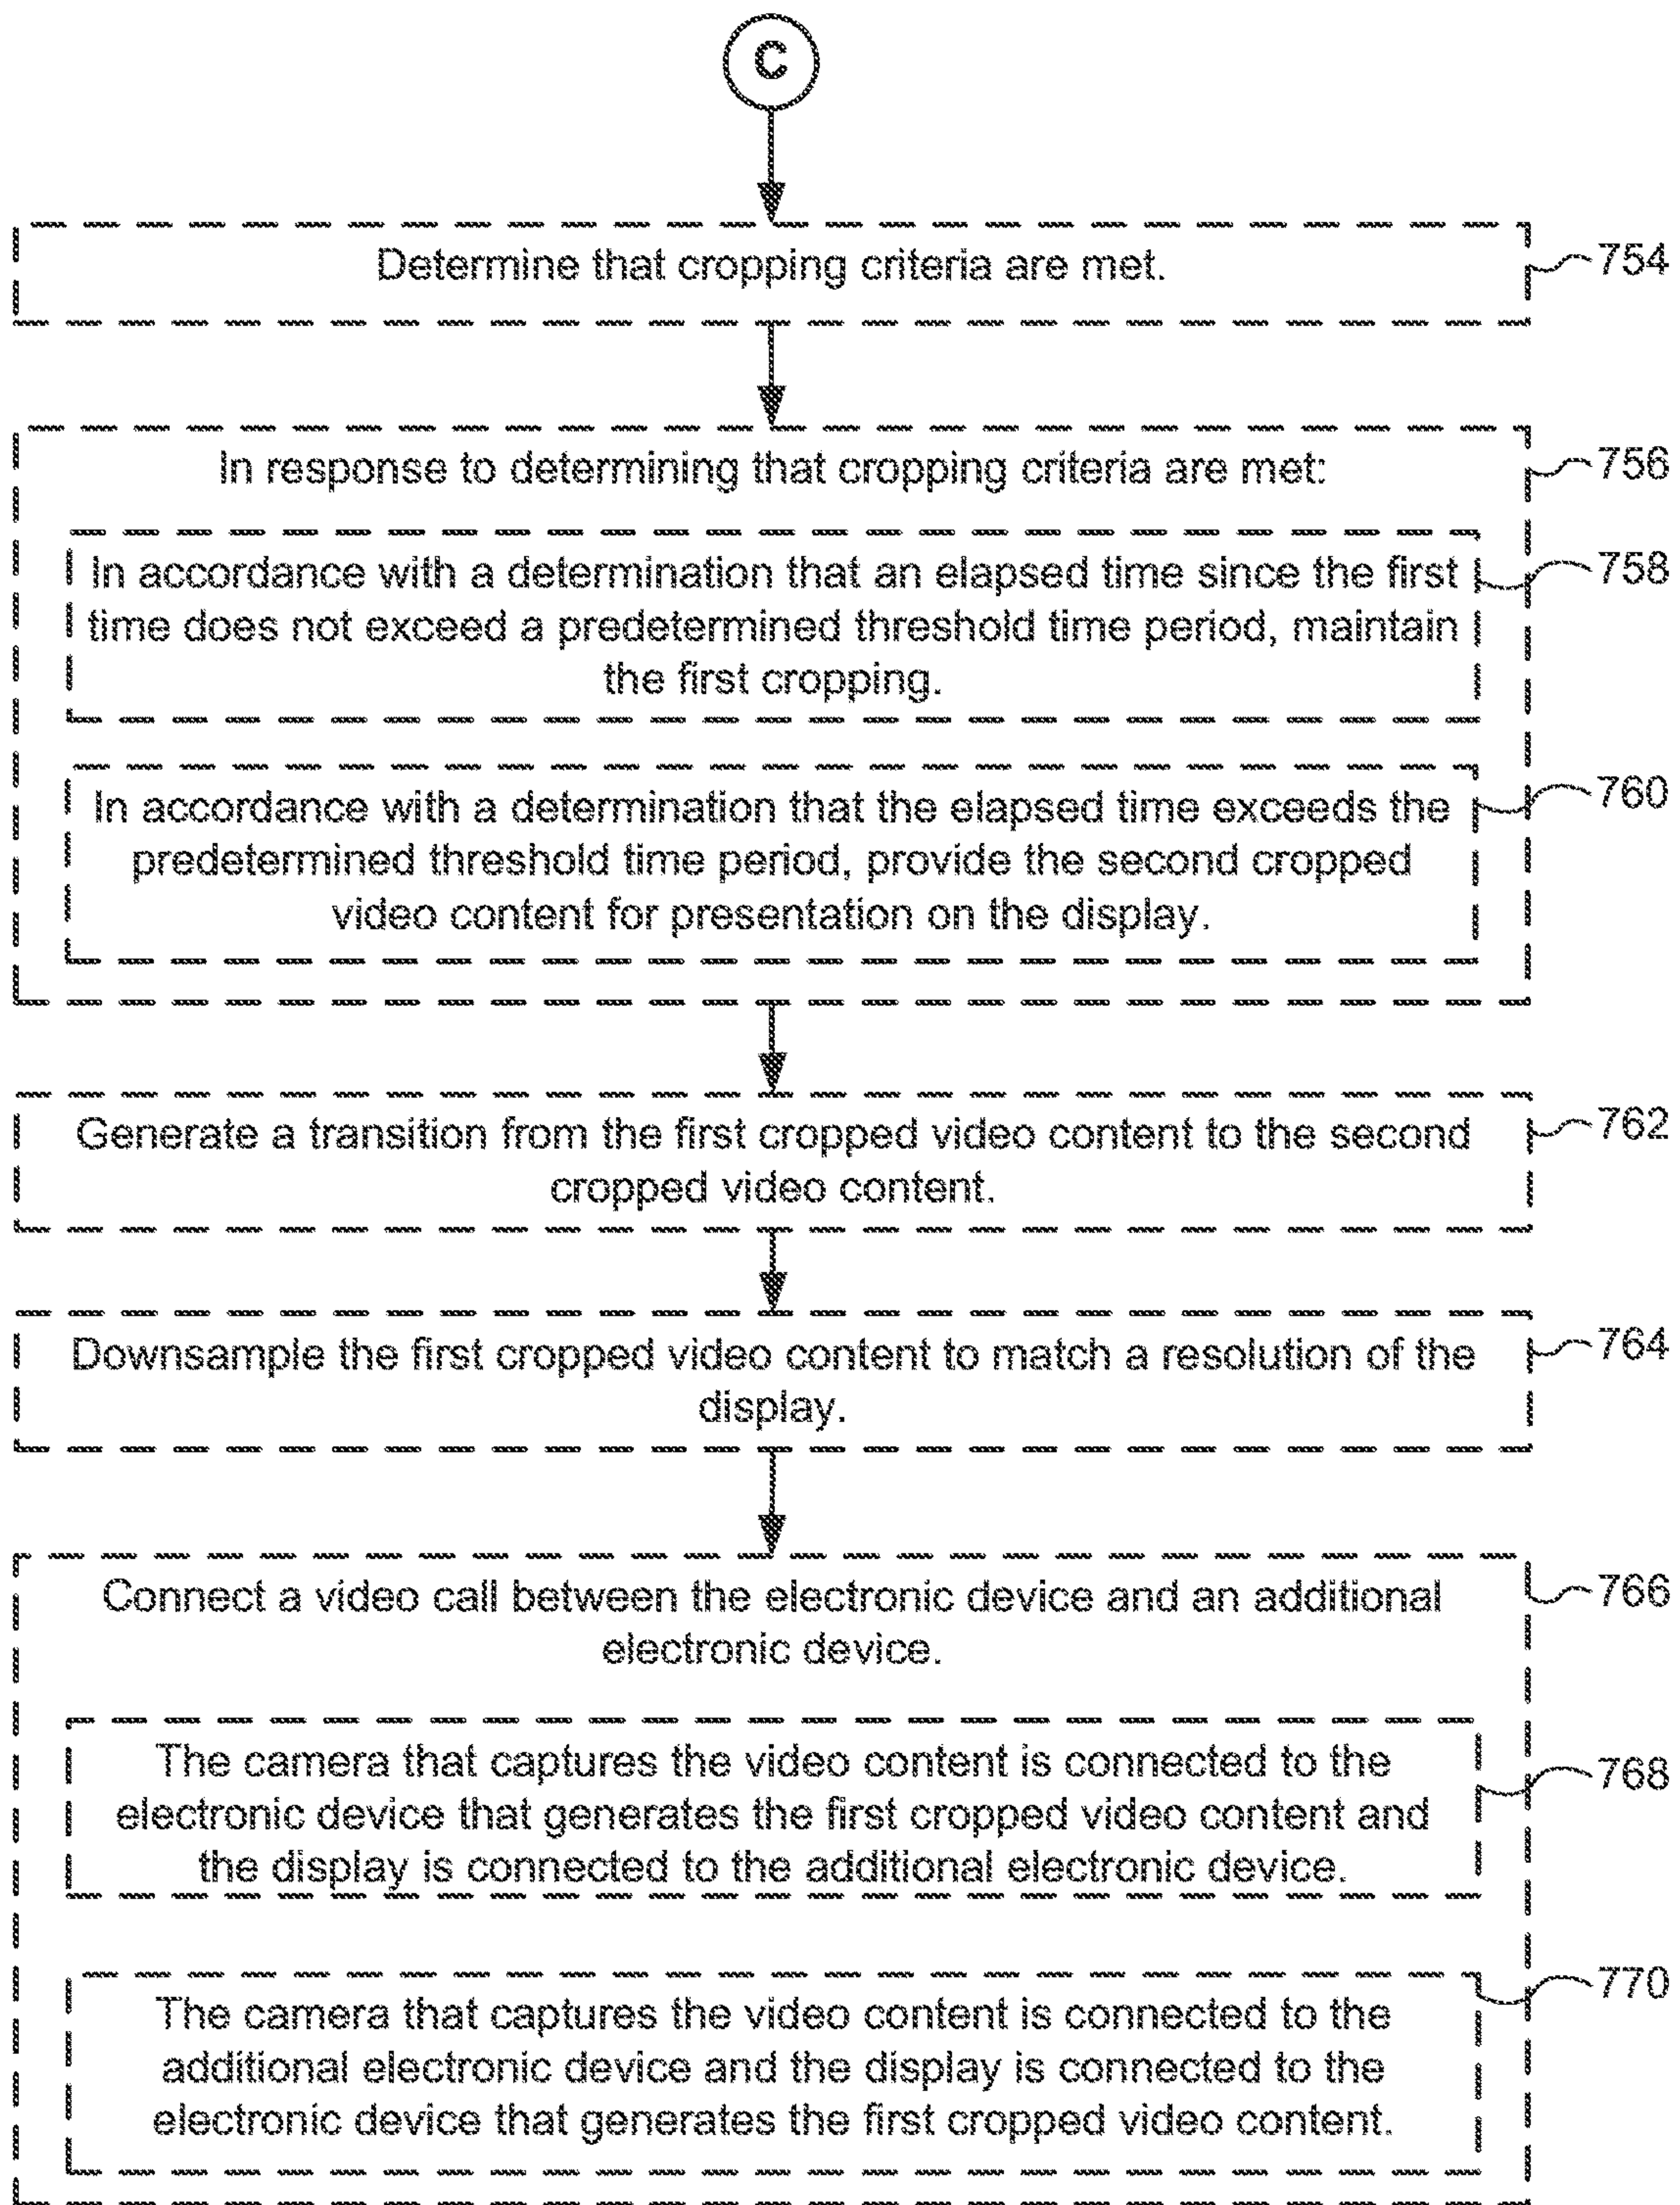 C
Determine that cropping criteria are met.
754
In response to determining that cropping criteria are met:
756
In accordance with a determination that an elapsed time since the first
time does not exceed a predetermined threshold time period, maintain
the first cropping.
758
In accordance with a determination that the elapsed time exceeds the
predetermined threshold time period, provide the second cropped
video content for presentation on the display.
760
Generate a transition from the first cropped video content to the second
cropped video content.
762
Downsample the first cropped video content to match a resolution of the
display.
764
Connect a video call between the electronic device and an additional
electronic device.
766
The camera that captures the video content is connected to the
electronic device that generates the first cropped video content and
the display is connected to the additional electronic device.
768
The camera that captures the video content is connected to the
additional electronic device and the display is connected to the
electronic device that generates the first cropped video content.
770